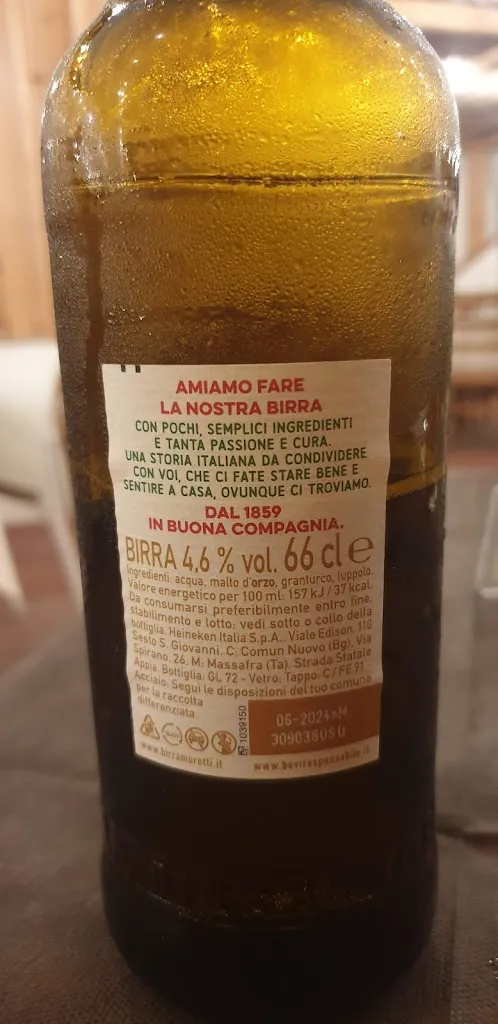 AMIAMO FARE
LA NOSTRA BIRRA
CON POCHI, SEMPLICI INGREDIENTI
E TANTA PASSIONE E CURA.
UNA STORIA ITALIANA DA CONDIVIDERE
CON VOI, CHE CI FATE STARE BENE E
SENTIRE A CASA, OVUNQUE CI TROVIAMO.
DAL 1859
IN BUONA COMPAGNIA.
BIRRA 4,6 % vol. 66 cl e
Ingredienti: acqua, malto d'orzo, granturco, luppolo.
Valore energetico per 100 ml: 157 kJ / 37 kcal.
Da consumarsi preferibilmente entro fine,
stabilimento e lotto: vedi sotto o collo della
bottiglia. Heineken Italia S.p.A., Viale Edison, 110
Sesto S. Giovanni. C: Comun Nuovo (Bg), Via
Spirano, 26. M: Massafra (Ta), Strada Statale
Appia. Bottiglia: GL 72 - Vetro; Tappo: C/FE 91 -
Acciaio. Segui le disposizioni del tuo comune
per la raccolta
differenziata.
06-2024 M
3090380SU
1039150
www.birramoretti.it
www.beviresponsabile.it